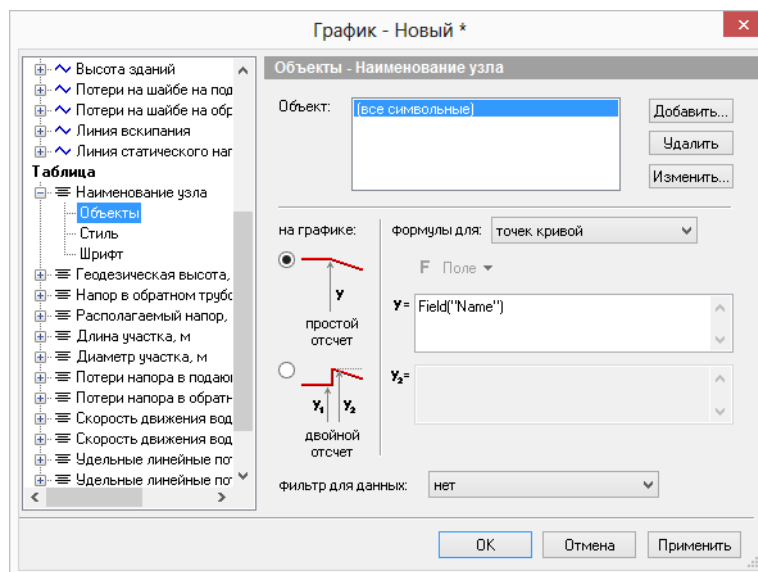 График - Новый *
Высота зданий
Потери на шайбе на под
Потери на шайбе на обр
Линия вскипания
Линия статического наг
Таблица
Наименование узла
Объекты
Стиль
Шрифт
Геодезическая высота,
Напор в обратном трубо
Располагаемый напор,
Длина участка, м
Диаметр участка, м
Потери напора в подаю
Потери напора в обратн
Скорость движения вод
Скорость движения вод
Удельные линейные по
Удельные линейные по
Объекты - Наименование узла
Объект:
(все символьные)
Добавить...
Удалить
Изменить...
на графике:
y
простой
отсчет
y₁ y₂
двойной
отсчет
формулы для: точек кривой
F Поле
y= Field("Name")
y₂=
фильтр для данных: нет
OK Отмена Применить